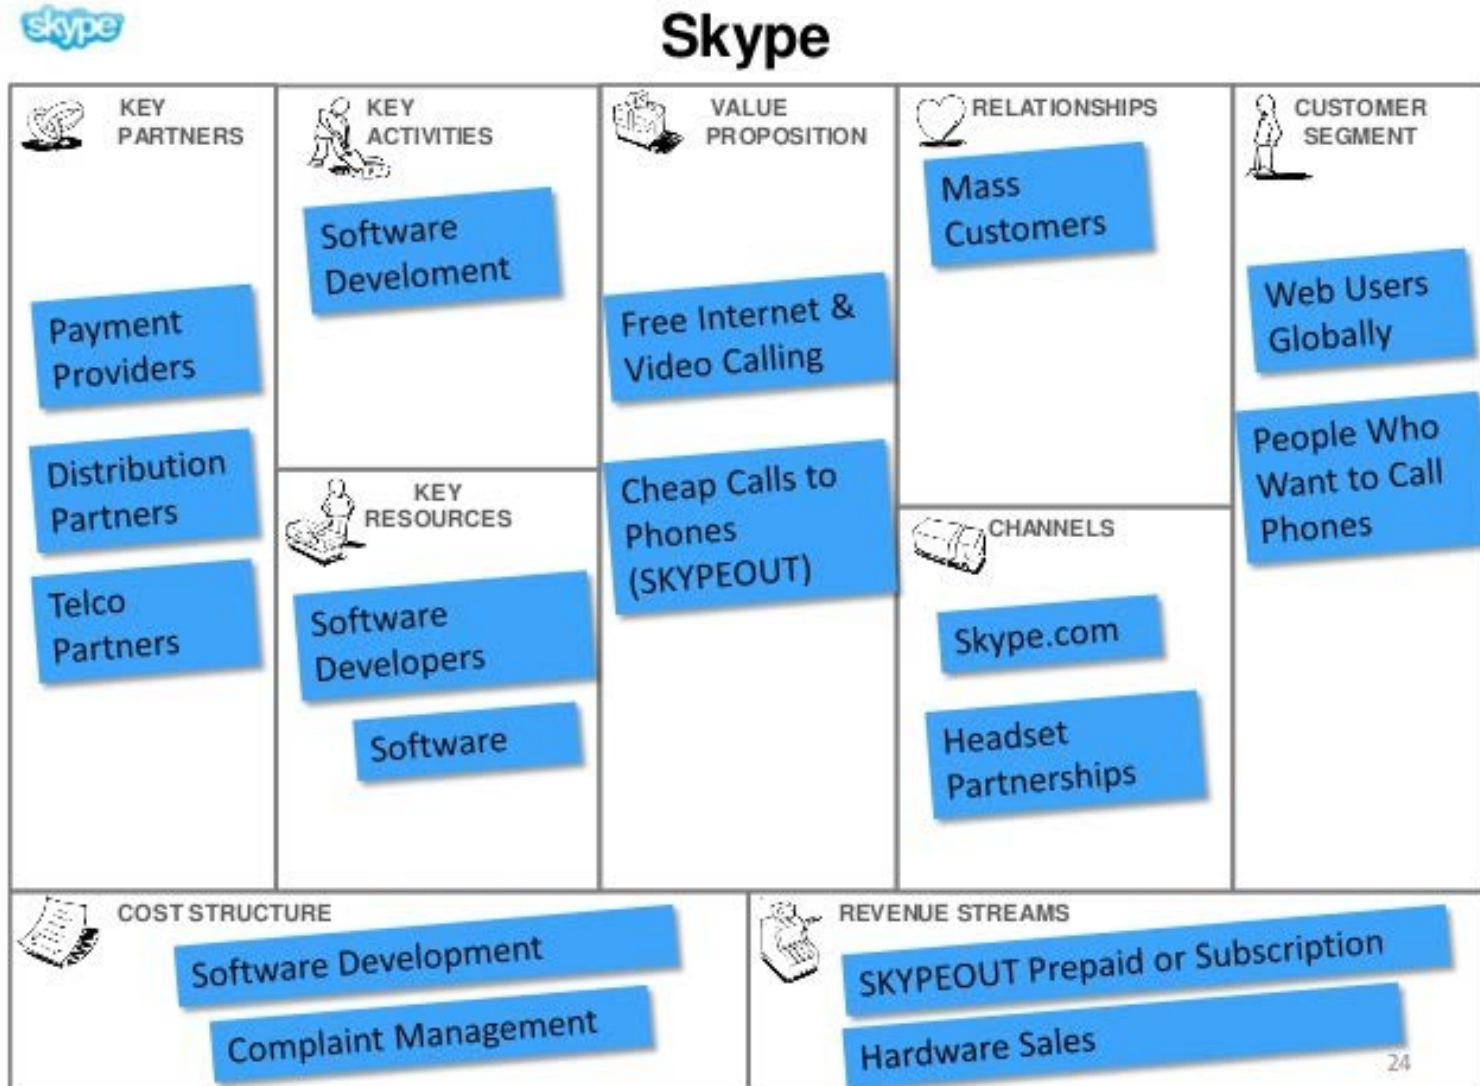 skype
Skype
KEY
PARTNERS
Payment
Providers
Distribution
Partners
Telco
Partners
KEY
ACTIVITIES
Software
Develoment
KEY
RESOURCES
Software
Developers
Software
VALUE
PROPOSITION
Free Internet &
Video Calling
Cheap Calls to
Phones
(SKYPEOUT)
RELATIONSHIPS
Mass
Customers
CHANNELS
Skype.com
Headset
Partnerships
CUSTOMER
SEGMENT
Web Users
Globally
People Who
Want to Call
Phones
COST STRUCTURE
Software Development
Complaint Management
REVENUE STREAMS
SKYPEOUT Prepaid or Subscription
Hardware Sales
24